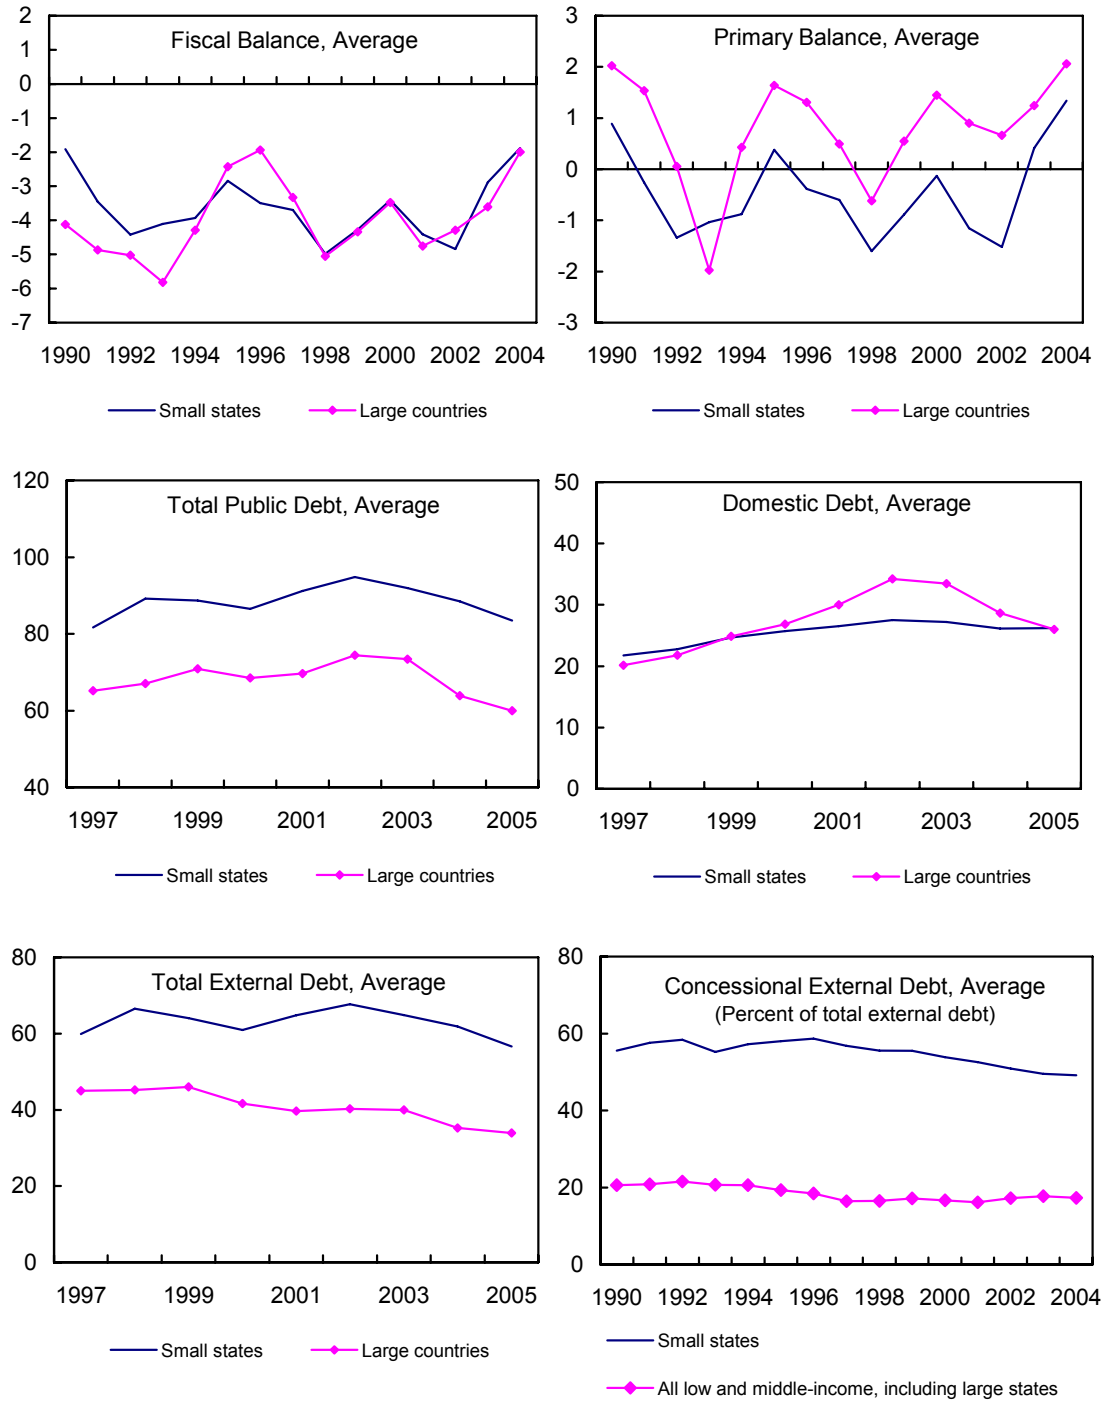 Fiscal Balance, Average
2
1
0
-1
-2
-3
-4
-5
-6
-7
1990 1992 1994 1996 1998 2000 2002 2004
Small states Large countries
Primary Balance, Average
3
2
1
0
-1
-2
-3
1990 1992 1994 1996 1998 2000 2002 2004
Small states Large countries
Total Public Debt, Average
120
100
80
60
40
1997 1999 2001 2003 2005
Small states Large countries
Domestic Debt, Average
50
40
30
20
10
0
1997 1999 2001 2003 2005
Small states Large countries
Total External Debt, Average
80
60
40
20
0
1997 1999 2001 2003 2005
Small states Large countries
Concessional External Debt, Average
(Percent of total external debt)
80
60
40
20
0
1990 1992 1994 1996 1998 2000 2002 2004
Small states
All low and middle-income, including large states